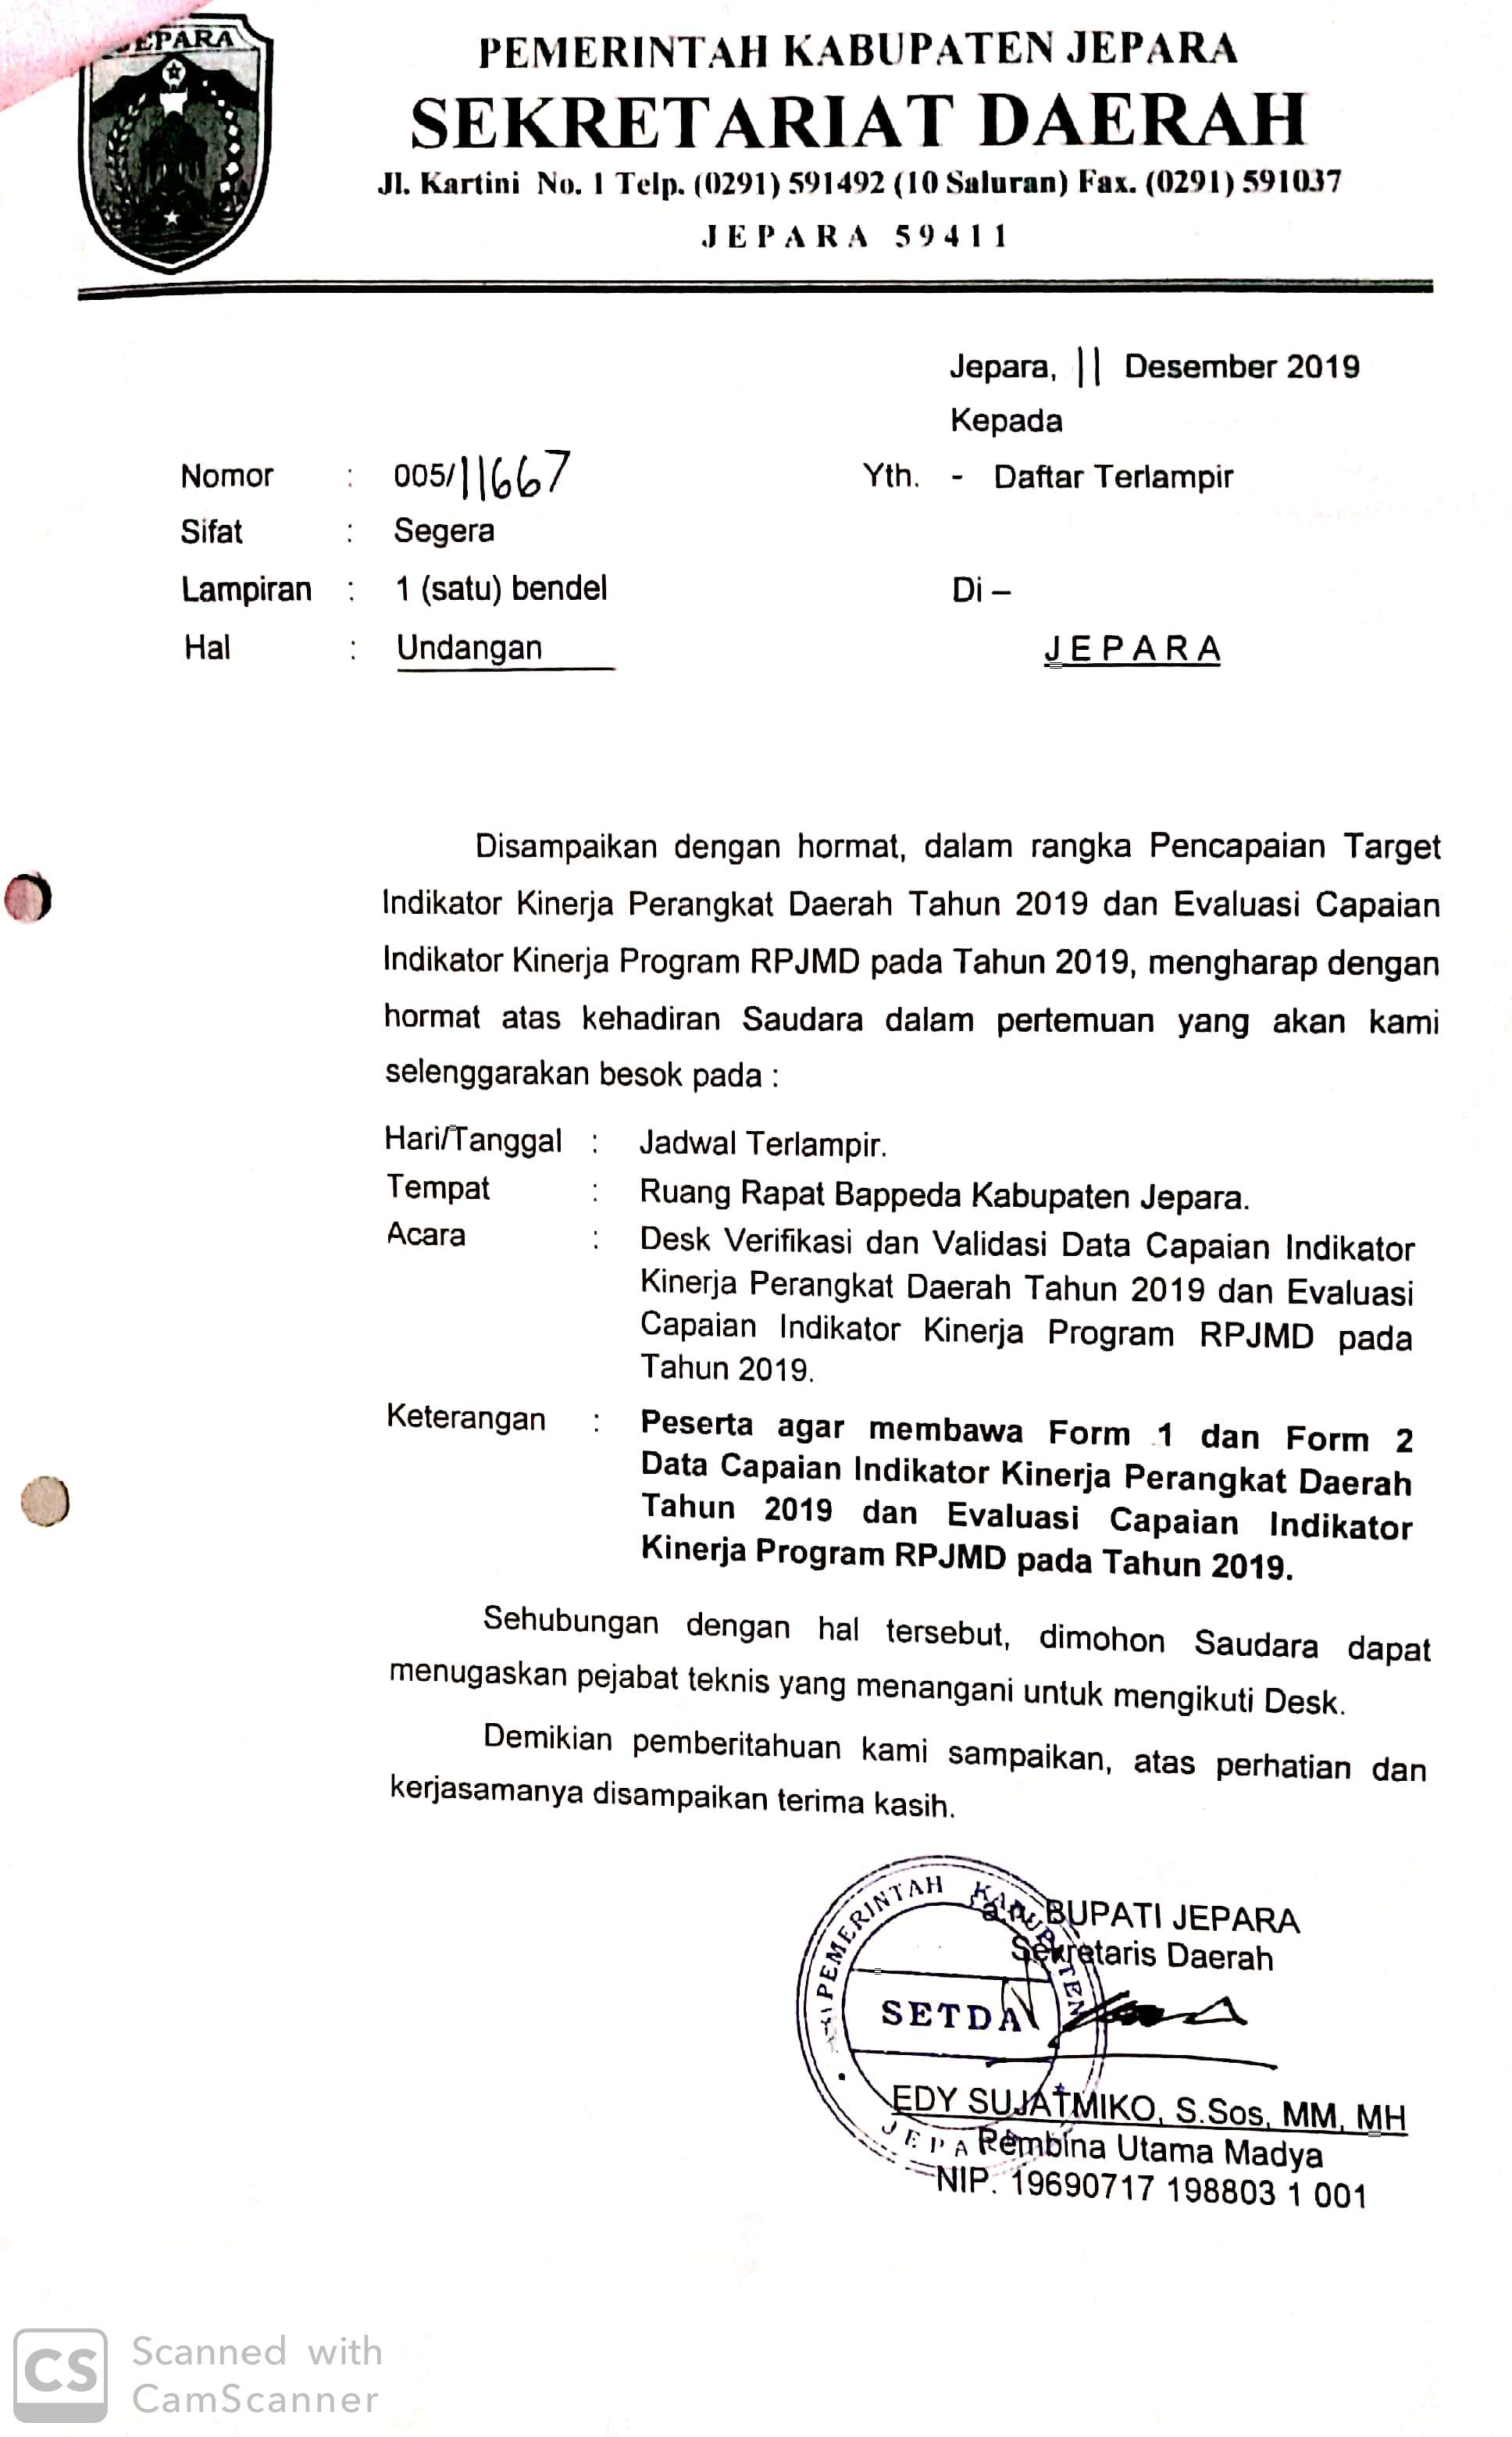 JEPARA
PEMERINTAH KABUPATEN JEPARA
SEKRETARIAT DAERAH
Jl. Kartini No. 1 Telp. (0291) 591492 (10 Saluran) Fax. (0291) 591037
JEPARA 59411
Jepara, 11 Desember 2019
Kepada
Nomor : 005/11667 Yth. - Daftar Terlampir
Sifat : Segera
Lampiran : 1 (satu) bendel Di –
Hal : Undangan JEPARA
Disampaikan dengan hormat, dalam rangka Pencapaian Target
Indikator Kinerja Perangkat Daerah Tahun 2019 dan Evaluasi Capaian
Indikator Kinerja Program RPJMD pada Tahun 2019, mengharap dengan
hormat atas kehadiran Saudara dalam pertemuan yang akan kami
selenggarakan besok pada :
Hari/Tanggal : Jadwal Terlampir.
Tempat : Ruang Rapat Bappeda Kabupaten Jepara.
Acara : Desk Verifikasi dan Validasi Data Capaian Indikator
Kinerja Perangkat Daerah Tahun 2019 dan Evaluasi
Capaian Indikator Kinerja Program RPJMD pada
Tahun 2019.
Keterangan : Peserta agar membawa Form 1 dan Form 2
Data Capaian Indikator Kinerja Perangkat Daerah
Tahun 2019 dan Evaluasi Capaian Indikator
Kinerja Program RPJMD pada Tahun 2019.
Sehubungan dengan hal tersebut, dimohon Saudara dapat
menugaskan pejabat teknis yang menangani untuk mengikuti Desk.
Demikian pemberitahuan kami sampaikan, atas perhatian dan
kerjasamanya disampaikan terima kasih.
a.n. BUPATI JEPARA
Sekretaris Daerah
PEMERINTAH KABUPATEN
SETDA
JEPARA
EDY SUJATMIKO, S.Sos, MM, MH
Pembina Utama Madya
NIP. 19690717 198803 1 001
CS
Scanned with
CamScanner